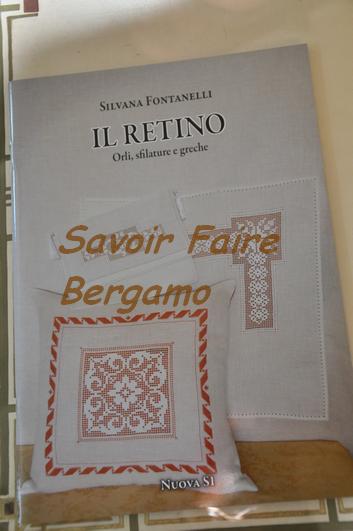 SILVANA FONTANELLI
IL RETINO
Orli, sfilature e greche
Savoir Faire
Bergamo
NUOVA S1